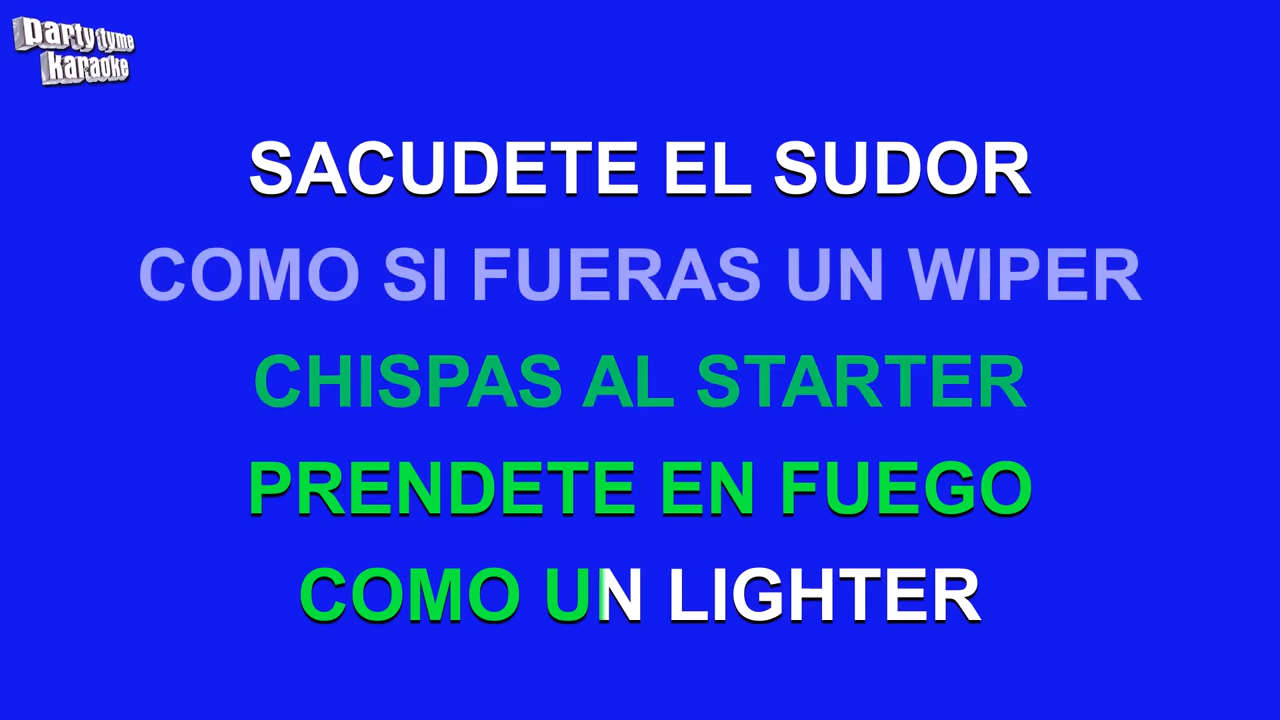 party tyme
karaoke
SACUDETE EL SUDOR
COMO SI FUERAS UN WIPER
CHISPAS AL STARTER
PRENDETE EN FUEGO
COMO UN LIGHTER